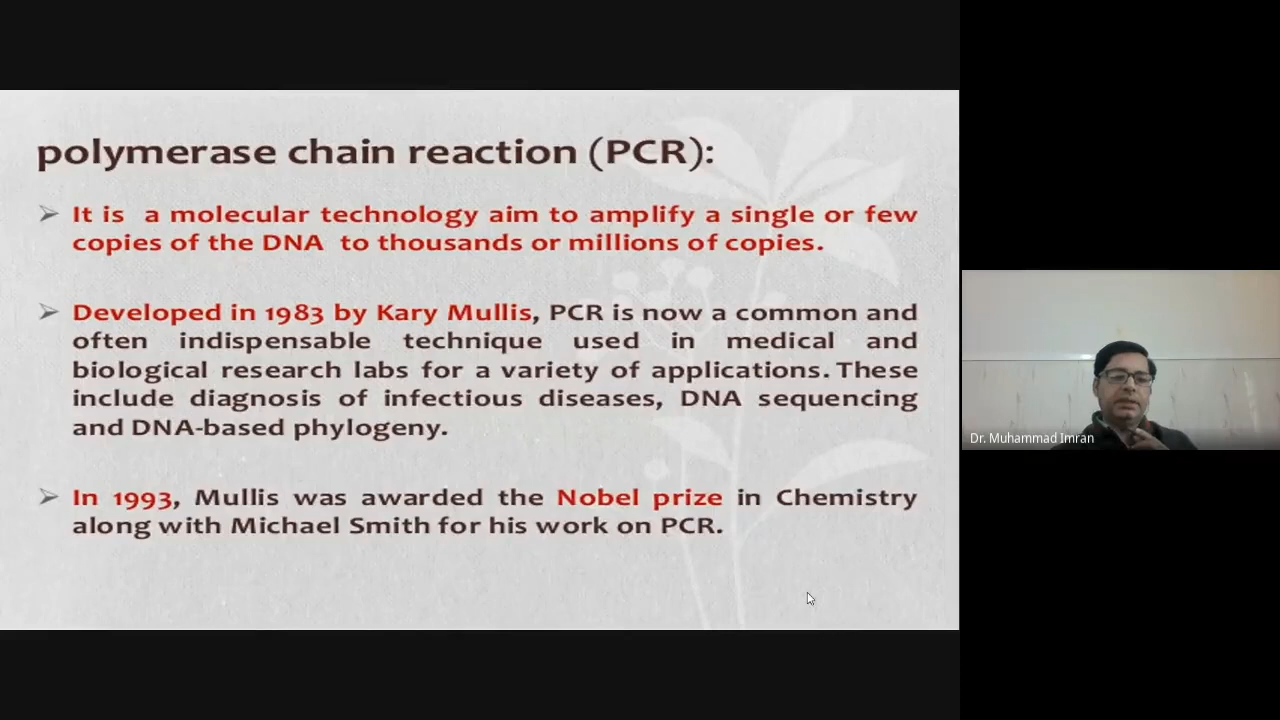 polymerase chain reaction (PCR):
It is a molecular technology aim to amplify a single or few
copies of the DNA to thousands or millions of copies.
Developed in 1983 by Kary Mullis, PCR is now a common and
often indispensable technique used in medical and
biological research labs for a variety of applications. These
include diagnosis of infectious diseases, DNA sequencing
and DNA-based phylogeny.
In 1993, Mullis was awarded the Nobel prize in Chemistry
along with Michael Smith for his work on PCR.
Dr. Muhammad Imran